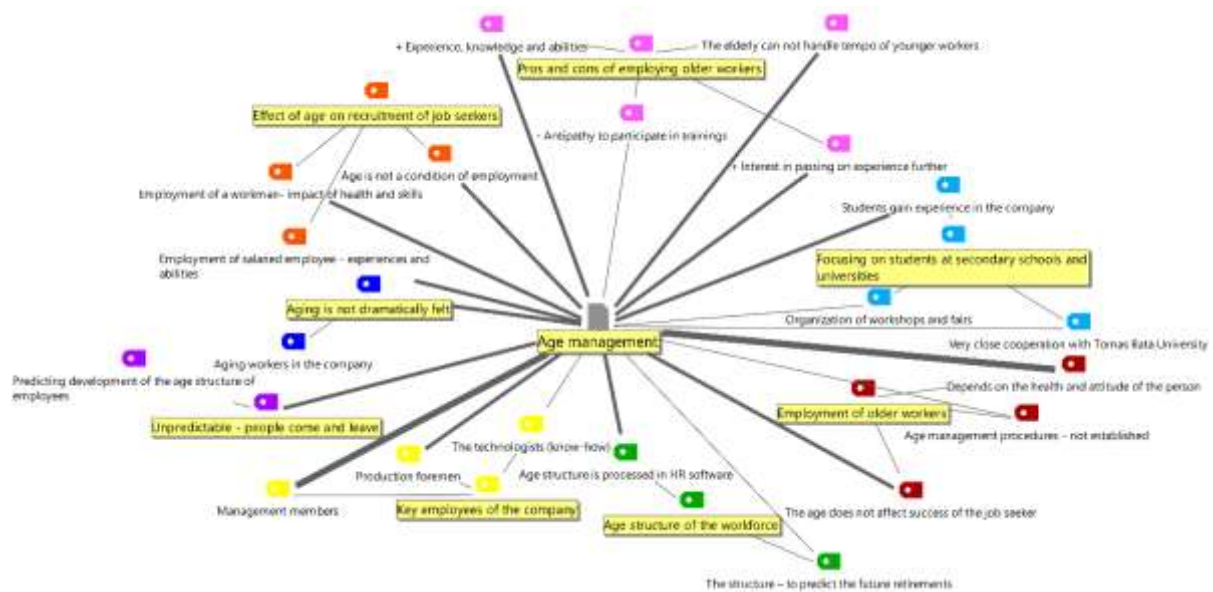 + Experience, knowledge and abilities
The elderly can not handle tempo of younger workers
Pros and cons of employing older workers
Effect of age on recruitment of job seekers
- Antipathy to participate in trainings
Age is not a condition of employment
+ Interest in passing on experience further
Employment of a workman- impact of health and skills
Students gain experience in the company
Employment of salaried employee - experiences and
abilities
Focusing on students at secondary schools and
universities
Aging is not dramatically felt
Organization of workshops and fairs
Age management
Very close cooperation with Tomas Bata University
Aging workers in the company
Predicting development of the age structure of
employees
Depends on the health and attitude of the person
Employment of older workers
Unpredictable - people come and leave
Age management procedures - not established
The technologists (know-how)
Production foremen
Age structure is processed in HR software
Management members
Key employees of the company
The age does not affect success of the job seeker
Age structure of the workforce
The structure – to predict the future retirements